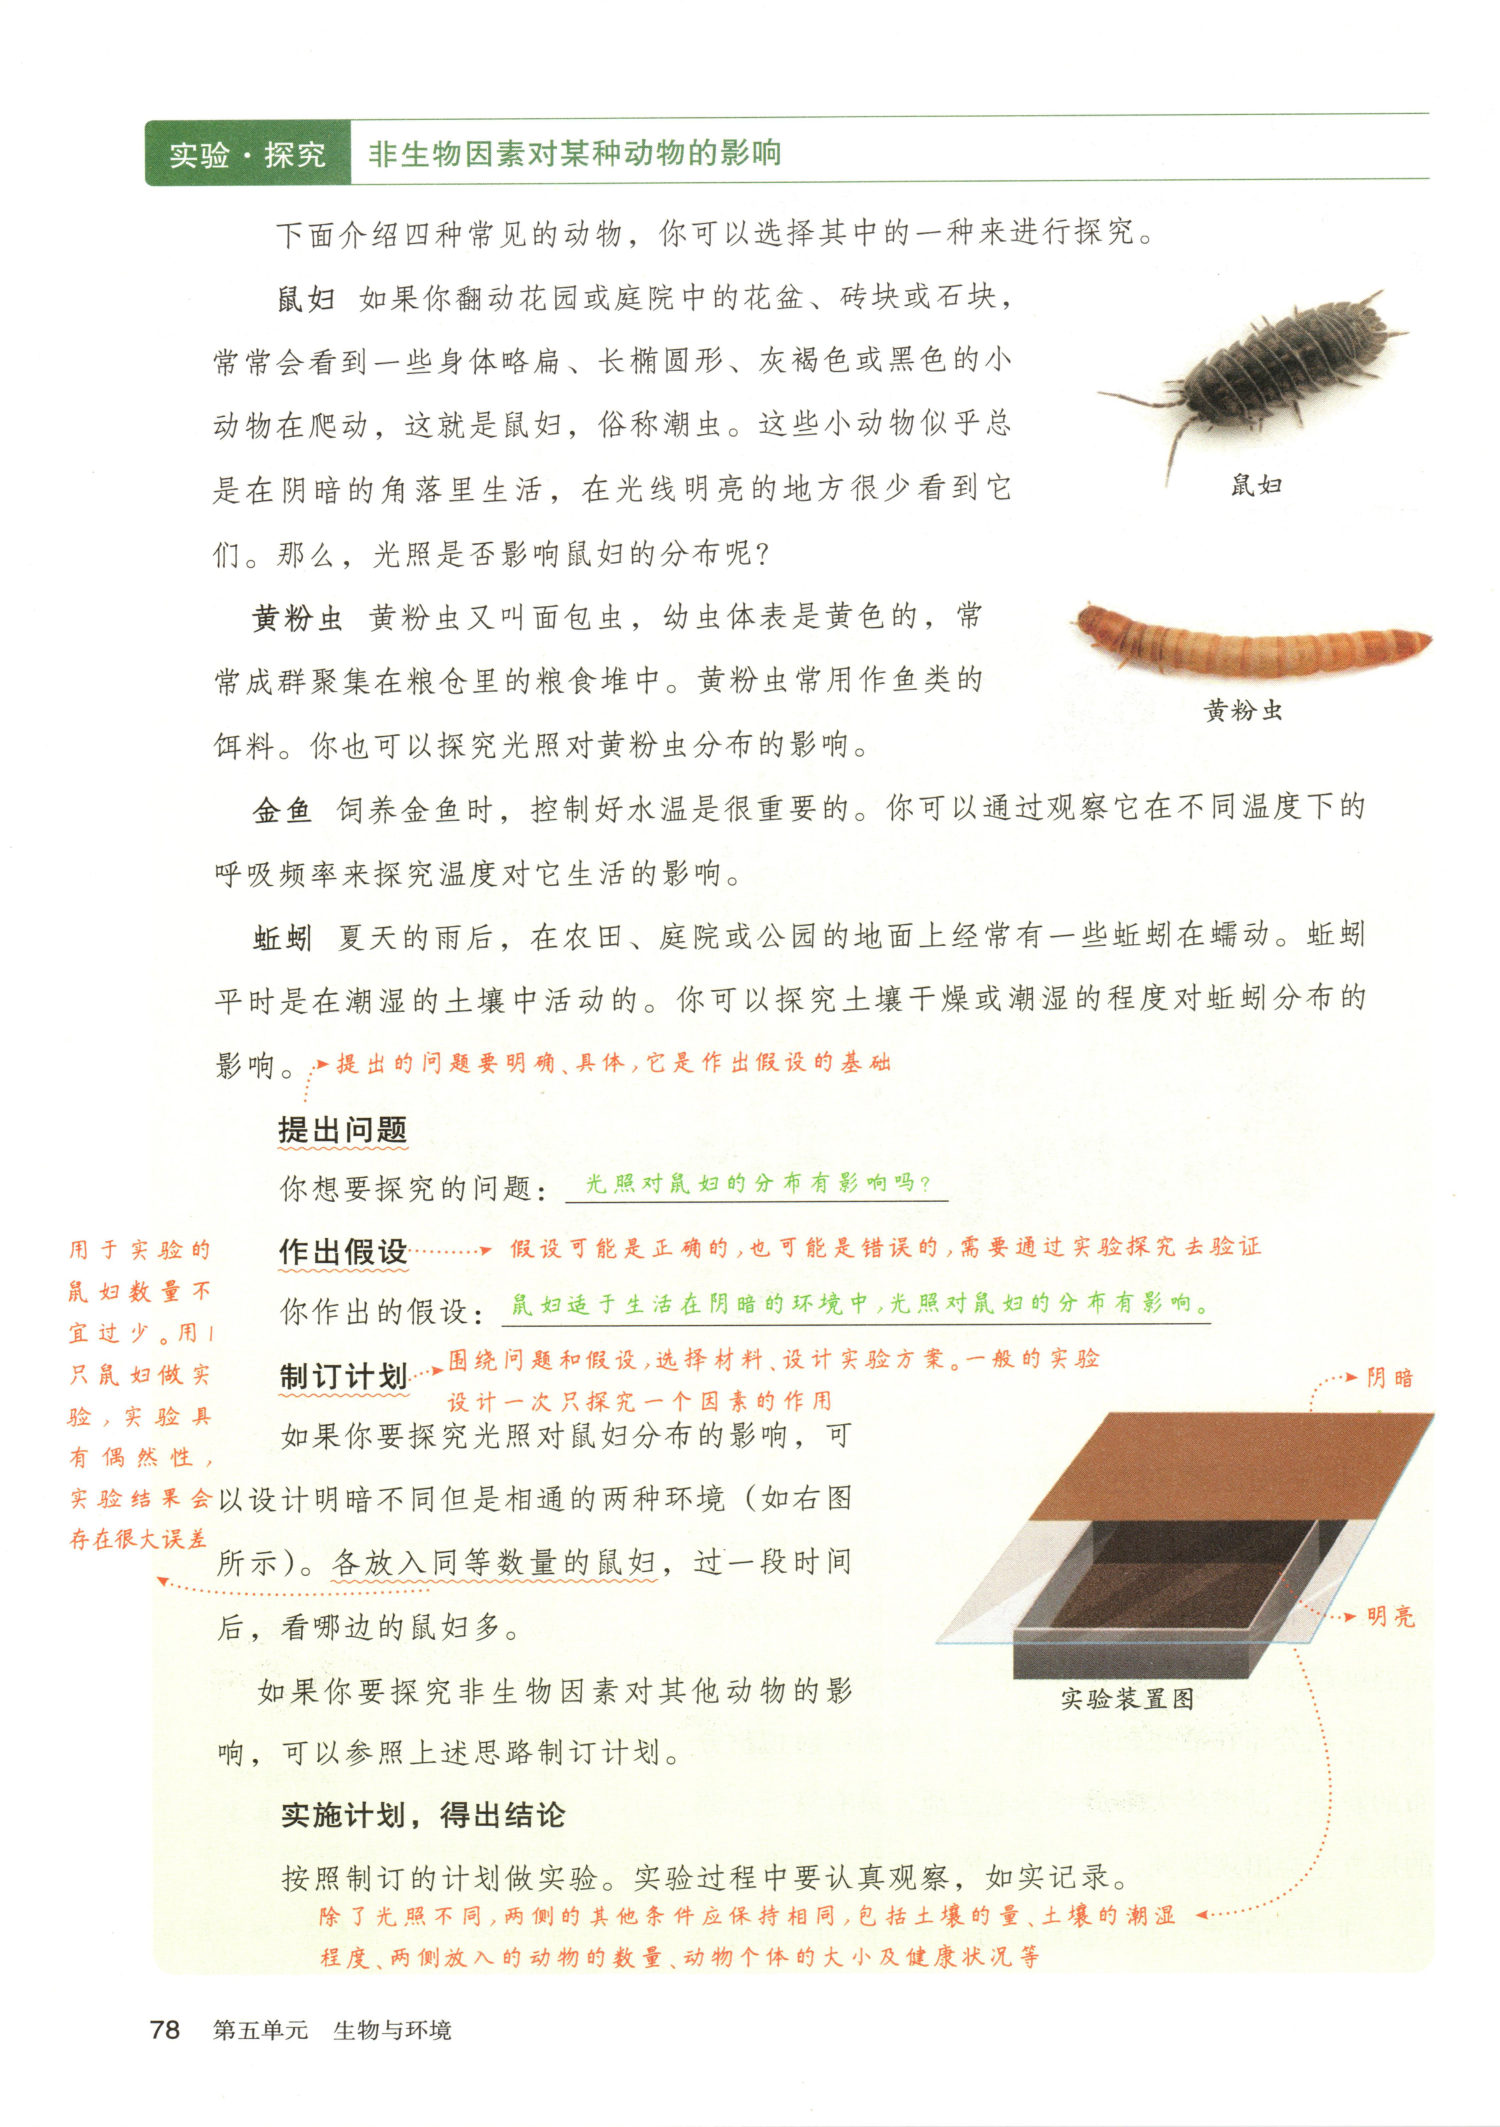 实验·探究 非生物因素对某种动物的影响
下面介绍四种常见的动物，你可以选择其中的一种来进行探究。
鼠妇 如果你翻动花园或庭院中的花盆、砖块或石块，
常常会看到一些身体略扁、长椭圆形、灰褐色或黑色的小
动物在爬动，这就是鼠妇，俗称潮虫。这些小动物似乎总
是在阴暗的角落里生活，在光线明亮的地方很少看到它
们。那么，光照是否影响鼠妇的分布呢？
鼠妇
黄粉虫 黄粉虫又叫面包虫，幼虫体表是黄色的，常
常成群聚集在粮仓里的粮食堆中。黄粉虫常用作鱼类的
饵料。你也可以探究光照对黄粉虫分布的影响。
黄粉虫
金鱼 饲养金鱼时，控制好水温是很重要的。你可以通过观察它在不同温度下的
呼吸频率来探究温度对它生活的影响。
蚯蚓 夏天的雨后，在农田、庭院或公园的地面上经常有一些蚯蚓在蠕动。蚯蚓
平时是在潮湿的土壤中活动的。你可以探究土壤干燥或潮湿的程度对蚯蚓分布的
影响。
提出的问题要明确、具体，它是作出假设的基础
提出问题
你想要探究的问题：光照对鼠妇的分布有影响吗？
作出假设
假设可能是正确的，也可能是错误的，需要通过实验探究去验证
你作出的假设：鼠妇适于生活在阴暗的环境中，光照对鼠妇的分布有影响。
制订计划
围绕问题和假设，选择材料、设计实验方案。一般的实验
设计一次只探究一个因素的作用
如果你要探究光照对鼠妇分布的影响，可
以设计明暗不同但是相通的两种环境（如右图
所示）。各放入同等数量的鼠妇，过一段时间
后，看哪边的鼠妇多。
用于实验的
鼠妇数量不
宜过少。用1
只鼠妇做实
验，实验具
有偶然性，
实验结果会
存在很大误差
阴暗
明亮
实验装置图
如果你要探究非生物因素对其他动物的影
响，可以参照上述思路制订计划。
实施计划，得出结论
按照制订的计划做实验。实验过程中要认真观察，如实记录。
除了光照不同，两侧的其他条件应保持相同，包括土壤的量、土壤的潮湿
程度、两侧放入的动物的数量、动物个体的大小及健康状况等
78 第五单元 生物与环境